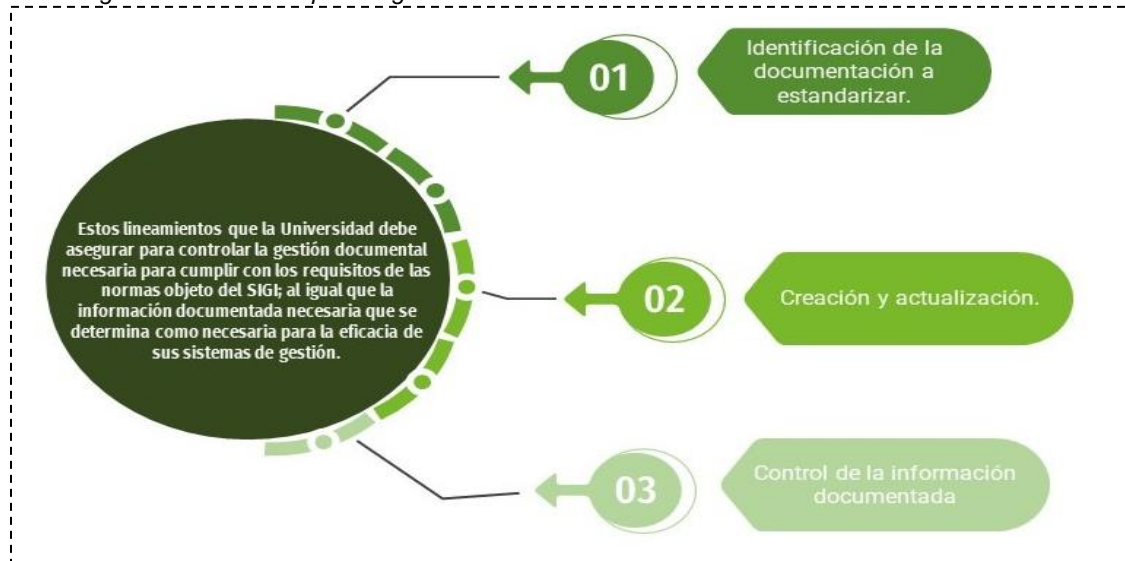 Estos lineamientos que la Universidad debe
asegurar para controlar la gestión documental
necesaria para cumplir con los requisitos de las
normas objeto del SIGI; al igual que la
información documentada necesaria que se
determina como necesaria para la eficacia de
sus sistemas de gestión.
01
Identificación de la
documentación a
estandarizar.
02
Creación y actualización.
03
Control de la información
documentada